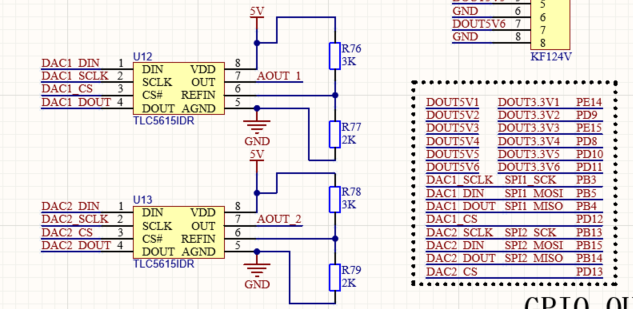 5V
U12
DAC1_DIN 1 DIN VDD 8
DAC1_SCLK 2 SCLK OUT 7 AOUT_1
DAC1_CS 3 CS# REFIN 6
DAC1_DOUT 4 DOUT AGND 5
TLC5615IDR
R76
3K
R77
2K
GND
5V
U13
DAC2_DIN 1 DIN VDD 8
DAC2_SCLK 2 SCLK OUT 7 AOUT_2
DAC2_CS 3 CS# REFIN 6
DAC2_DOUT 4 DOUT AGND 5
TLC5615IDR
R78
3K
R79
2K
GND
5
GND 6 6
DOUT5V6 7 7
GND 8 8
KF124V
DOUT5V1 DOUT3.3V1 PE14
DOUT5V2 DOUT3.3V2 PD9
DOUT5V3 DOUT3.3V3 PE15
DOUT5V4 DOUT3.3V4 PD8
DOUT5V5 DOUT3.3V5 PD10
DOUT5V6 DOUT3.3V6 PD11
DAC1_SCLK SPI1_SCK PB3
DAC1_DIN SPI1_MOSI PB5
DAC1_DOUT SPI1_MISO PB4
DAC1_CS PD12
DAC2_SCLK SPI2_SCK PB13
DAC2_DIN SPI2_MOSI PB15
DAC2_DOUT SPI2_MISO PB14
DAC2_CS PD13